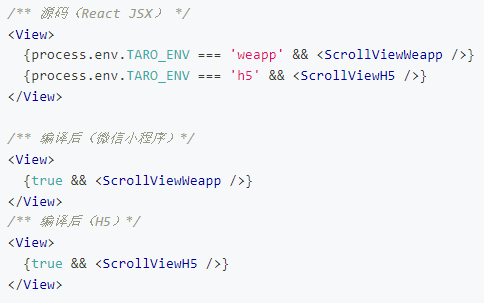 /** 源码（React JSX） */
<View>
  {process.env.TARO_ENV === 'weapp' && <ScrollViewWeapp />}
  {process.env.TARO_ENV === 'h5' && <ScrollViewH5 />}
</View>
/** 编译后（微信小程序）*/
<View>
  {true && <ScrollViewWeapp />}
</View>
/** 编译后（H5）*/
<View>
  {true && <ScrollViewH5 />}
</View>